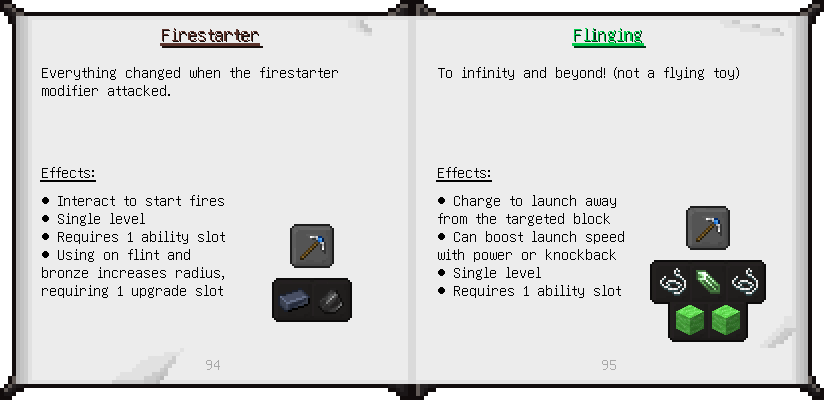 Firestarter
Everything changed when the firestarter
modifier attacked.
Effects:
● Interact to start fires
● Single level
● Requires 1 ability slot
● Using on flint and
bronze increases radius,
requiring 1 upgrade slot
94
Flinging
To infinity and beyond! (not a flying toy)
Effects:
● Charge to launch away
from the targeted block
● Can boost launch speed
with power or knockback
● Single level
● Requires 1 ability slot
95